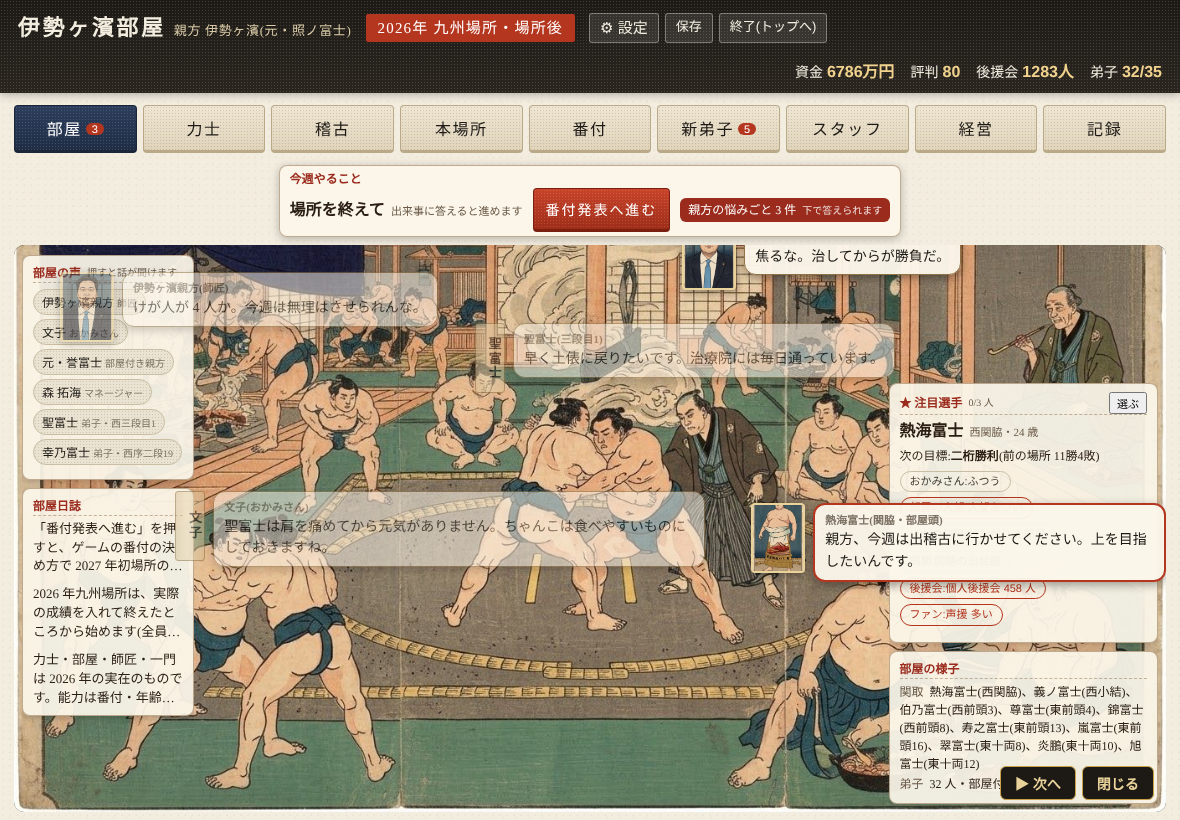 伊勢ヶ濱部屋 親方 伊勢ヶ濱(元・照ノ富士) 2026年 九州場所・場所後 ⚙ 設定 保存 終了(トップへ)
資金 6786万円 評判 80 後援会 1283人 弟子 32/35
部屋 3 力士 稽古 本場所 番付 新弟子 5 スタッフ 経営 記録
今週やること
場所を終えて 出来事に答えると進めます 番付発表へ進む 親方の悩みごと 3 件 下で答えられます
焦るな。治してからが勝負だ。
部屋の声 押すと話が聞けます
伊勢ヶ濱親方 師匠
文子 おかみさん
元・誉富士 部屋付き親方
森 拓海 マネージャー
聖富士 弟子・西三段目1
幸乃富士 弟子・西序二段19
伊勢ヶ濱親方(師匠)
けが人が 4 人か。今週は無理はさせられんな。
聖富士
聖富士(三段目1)
早く土俵に戻りたいです。治療院には毎日通っています。
★ 注目選手 0/3 人 選ぶ
熱海富士 西関脇・24 歳
次の目標:二桁勝利(前の場所 11勝4敗)
おかみさん:ふつう
後援会:個人後援会 458 人
ファン:声援 多い
部屋日誌
「番付発表へ進む」を押
すと、ゲームの番付の決
め方で 2027 年初場所の…
2026 年九州場所は、実際
の成績を入れて終えたと
ころから始めます(全員…
力士・部屋・師匠・一門
は 2026 年の実在のもので
す。能力は番付・年齢…
文子
文子(おかみさん)
聖富士は肩を痛めてから元気がありません。ちゃんこは食べやすいものに
しておきますね。
熱海富士(関脇・部屋頭)
親方、今週は出稽古に行かせてください。上を目指
したいんです。
部屋の様子
関取 熱海富士(西関脇)、義ノ富士(西小結)、
伯乃富士(西前頭3)、尊富士(東前頭4)、錦富士
(西前頭8)、寿之富士(東前頭13)、嵐富士(東前
頭16)、翠富士(東十両8)、炎鵬(東十両10)、旭
富士(東十両12)
弟子 32 人・部屋付
▶ 次へ 閉じる